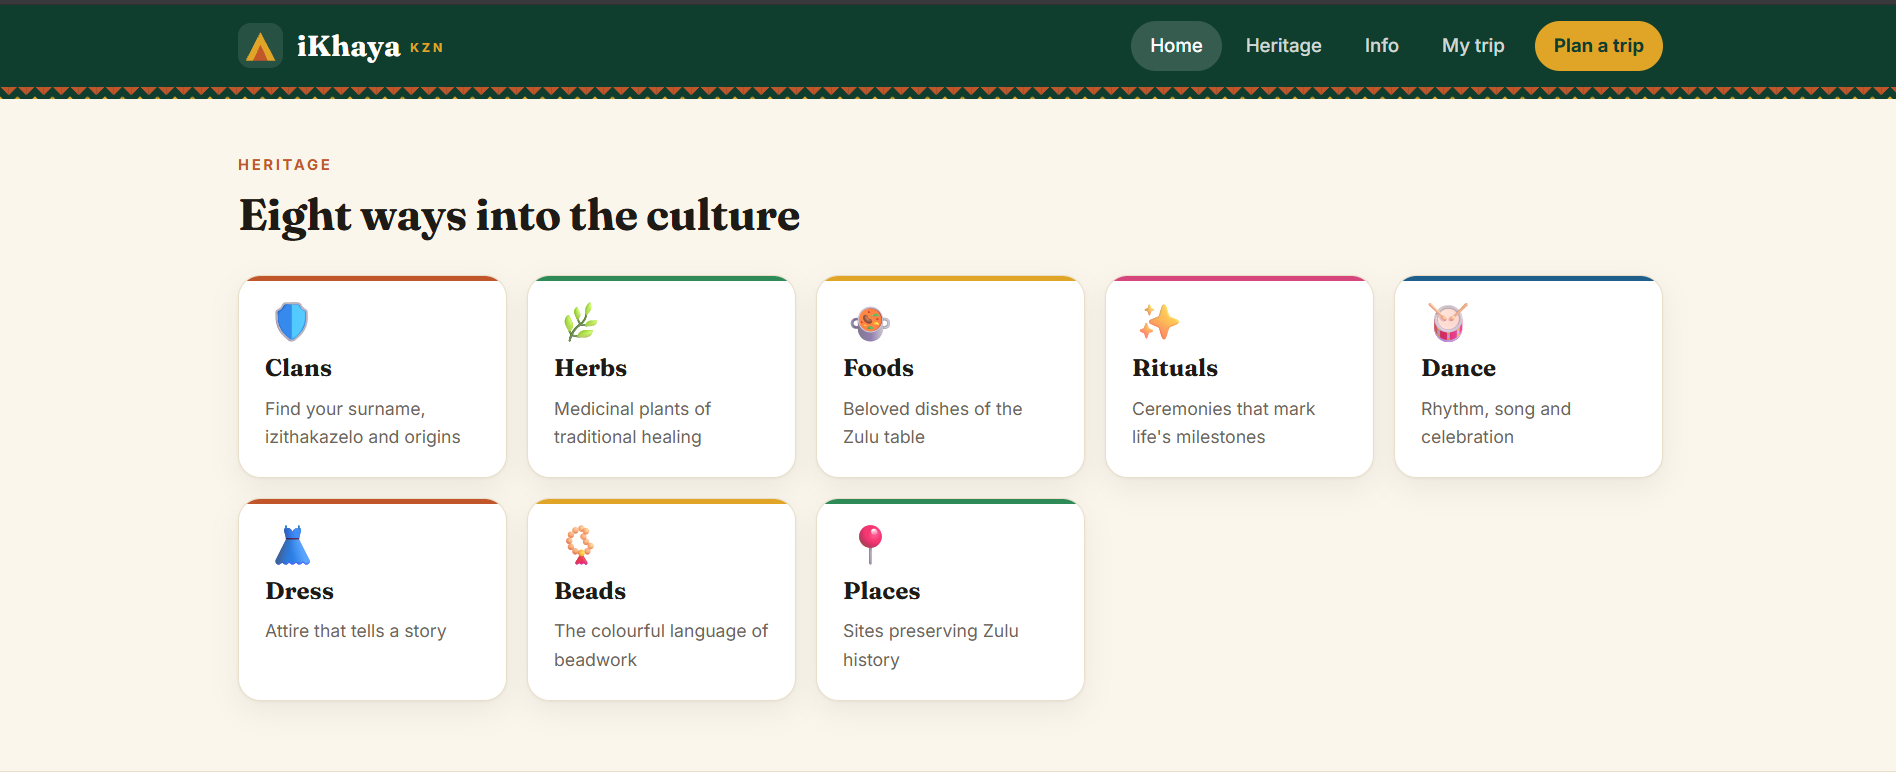 iKhaya KZN
Home Heritage Info My trip Plan a trip
HERITAGE
Eight ways into the culture
Clans
Find your surname,
izithakazelo and origins
Herbs
Medicinal plants of
traditional healing
Foods
Beloved dishes of the
Zulu table
Rituals
Ceremonies that mark
life's milestones
Dance
Rhythm, song and
celebration
Dress
Attire that tells a story
Beads
The colourful language of
beadwork
Places
Sites preserving Zulu
history